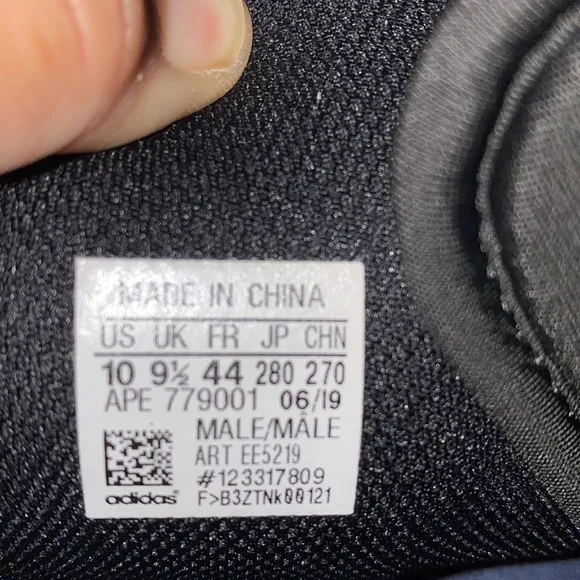 MADE IN CHINA
US UK FR JP CHN
10 9½ 44 280 270
APE 779001 06/19
MALE/MÂLE
ART EE5219
#123317809
adidas F>B3ZTNk00121